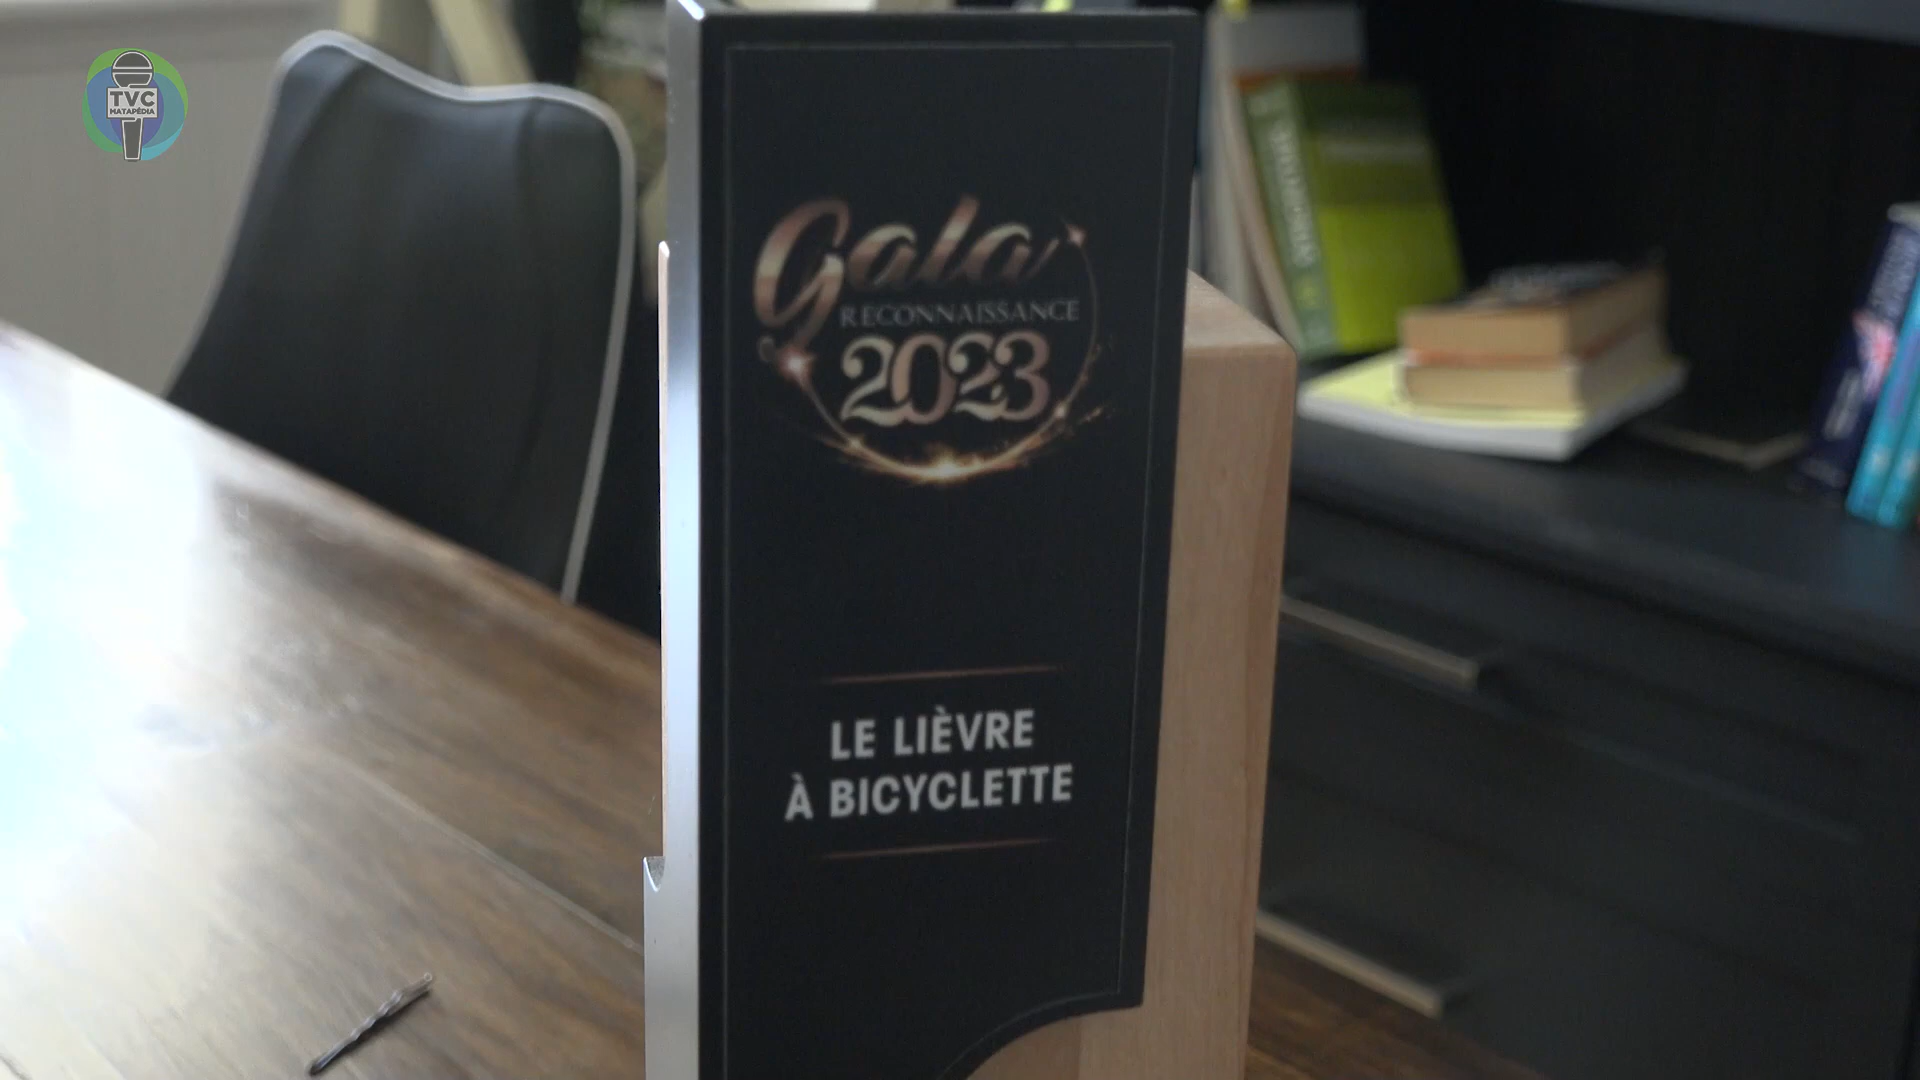 TVC
MATAPÉDIA
Gala
RECONNAISSANCE
2023
LE LIÈVRE
À BICYCLETTE